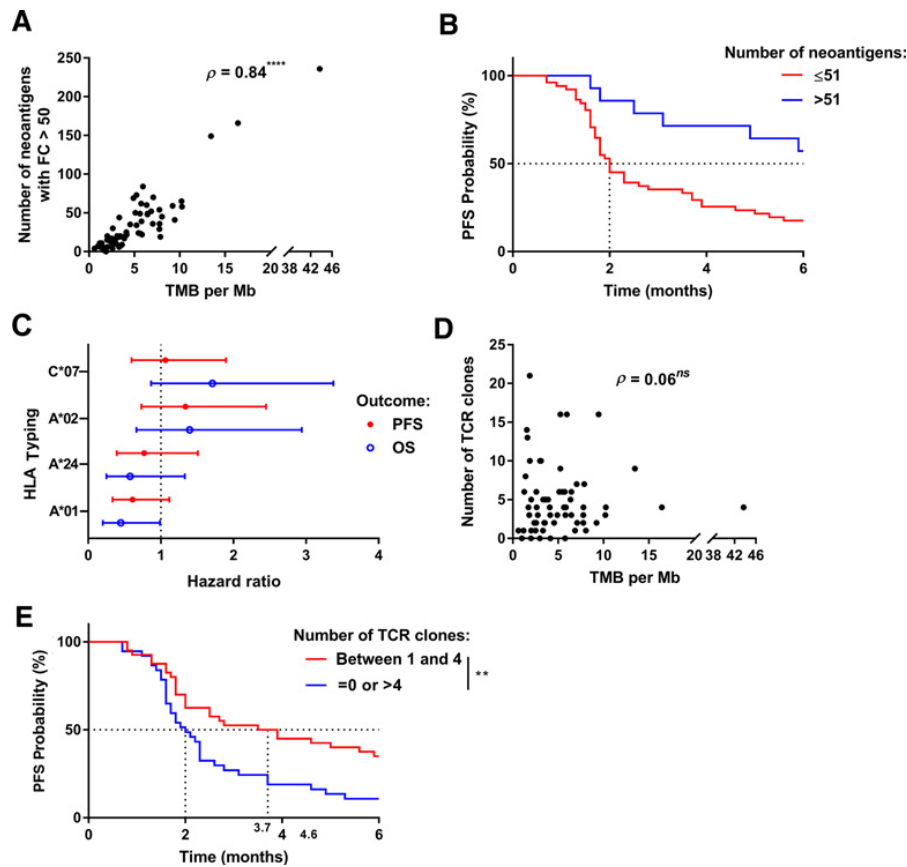 A
Number of neoantigens
with FC > 50
250
200
150
100
50
0
ρ = 0.84****
0 5 10 15 20 38 42 46
TMB per Mb
B
Number of neoantigens:
≤51
>51
PFS Probability (%)
100
50
0
0 2 4 6
Time (months)
C
HLA Typing
C*07
A*02
A*24
A*01
Outcome:
PFS
OS
0 1 2 3 4
Hazard ratio
D
Number of TCR clones
25
20
15
10
5
0
ρ = 0.06ns
0 5 10 15 20 38 42 46
TMB per Mb
E
Number of TCR clones:
Between 1 and 4
=0 or >4
**
PFS Probability (%)
100
50
0
0 2 3.7 4 4.6 6
Time (months)